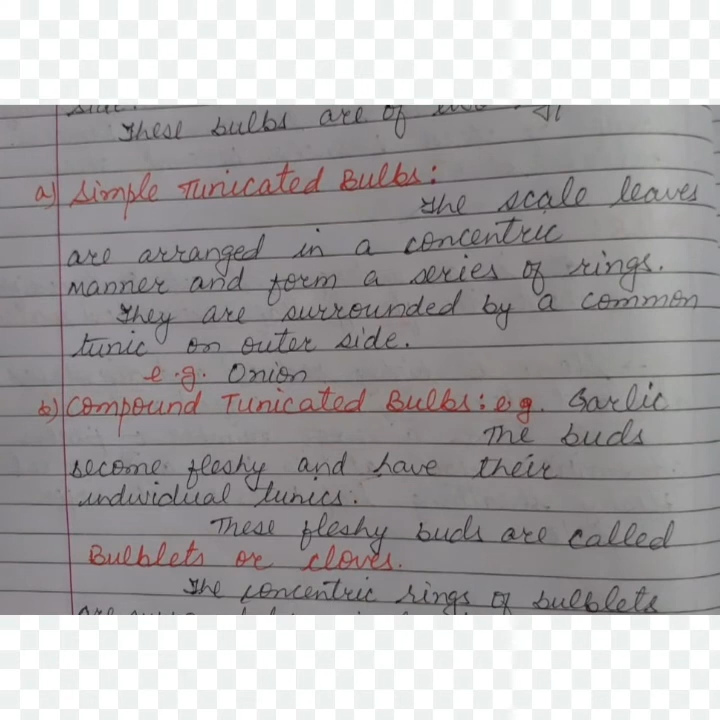 These bulbs are of
a) Simple Tunicated Bulbs:
The scale leaves
are arranged in a concentric
manner and form a series of rings.
They are surrounded by a common
tunic on outer side.
e.g. Onion
b) Compound Tunicated Bulbs: e.g. Garlic
The buds
become fleshy and have their
individual tunics.
These fleshy buds are called
Bulblets or cloves.
The concentric rings of bulblets
are